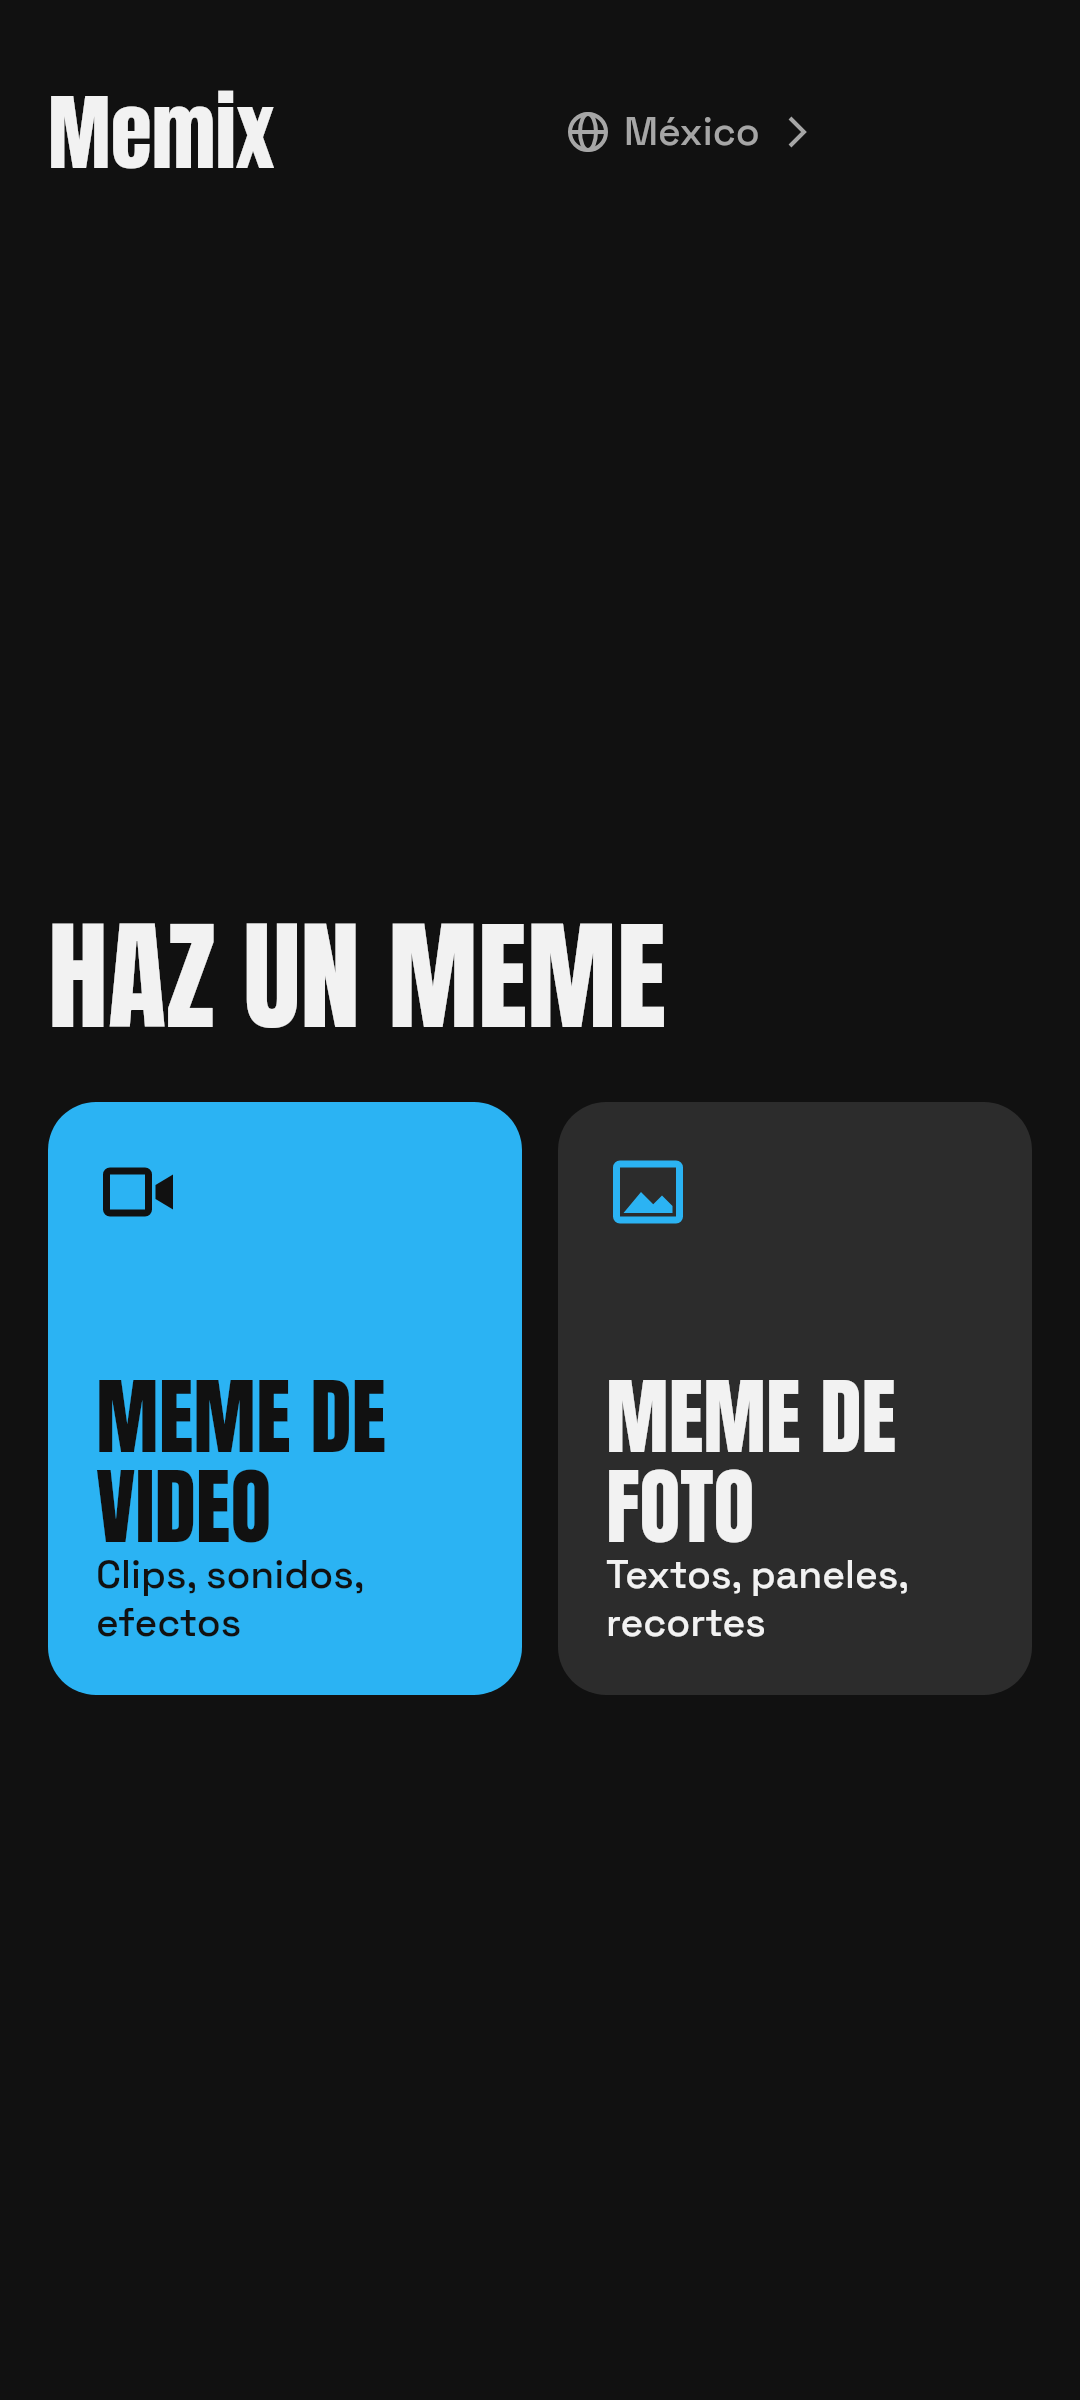 Memix
México
HAZ UN MEME
MEME DE
VIDEO
Clips, sonidos,
efectos
MEME DE
FOTO
Textos, paneles,
recortes